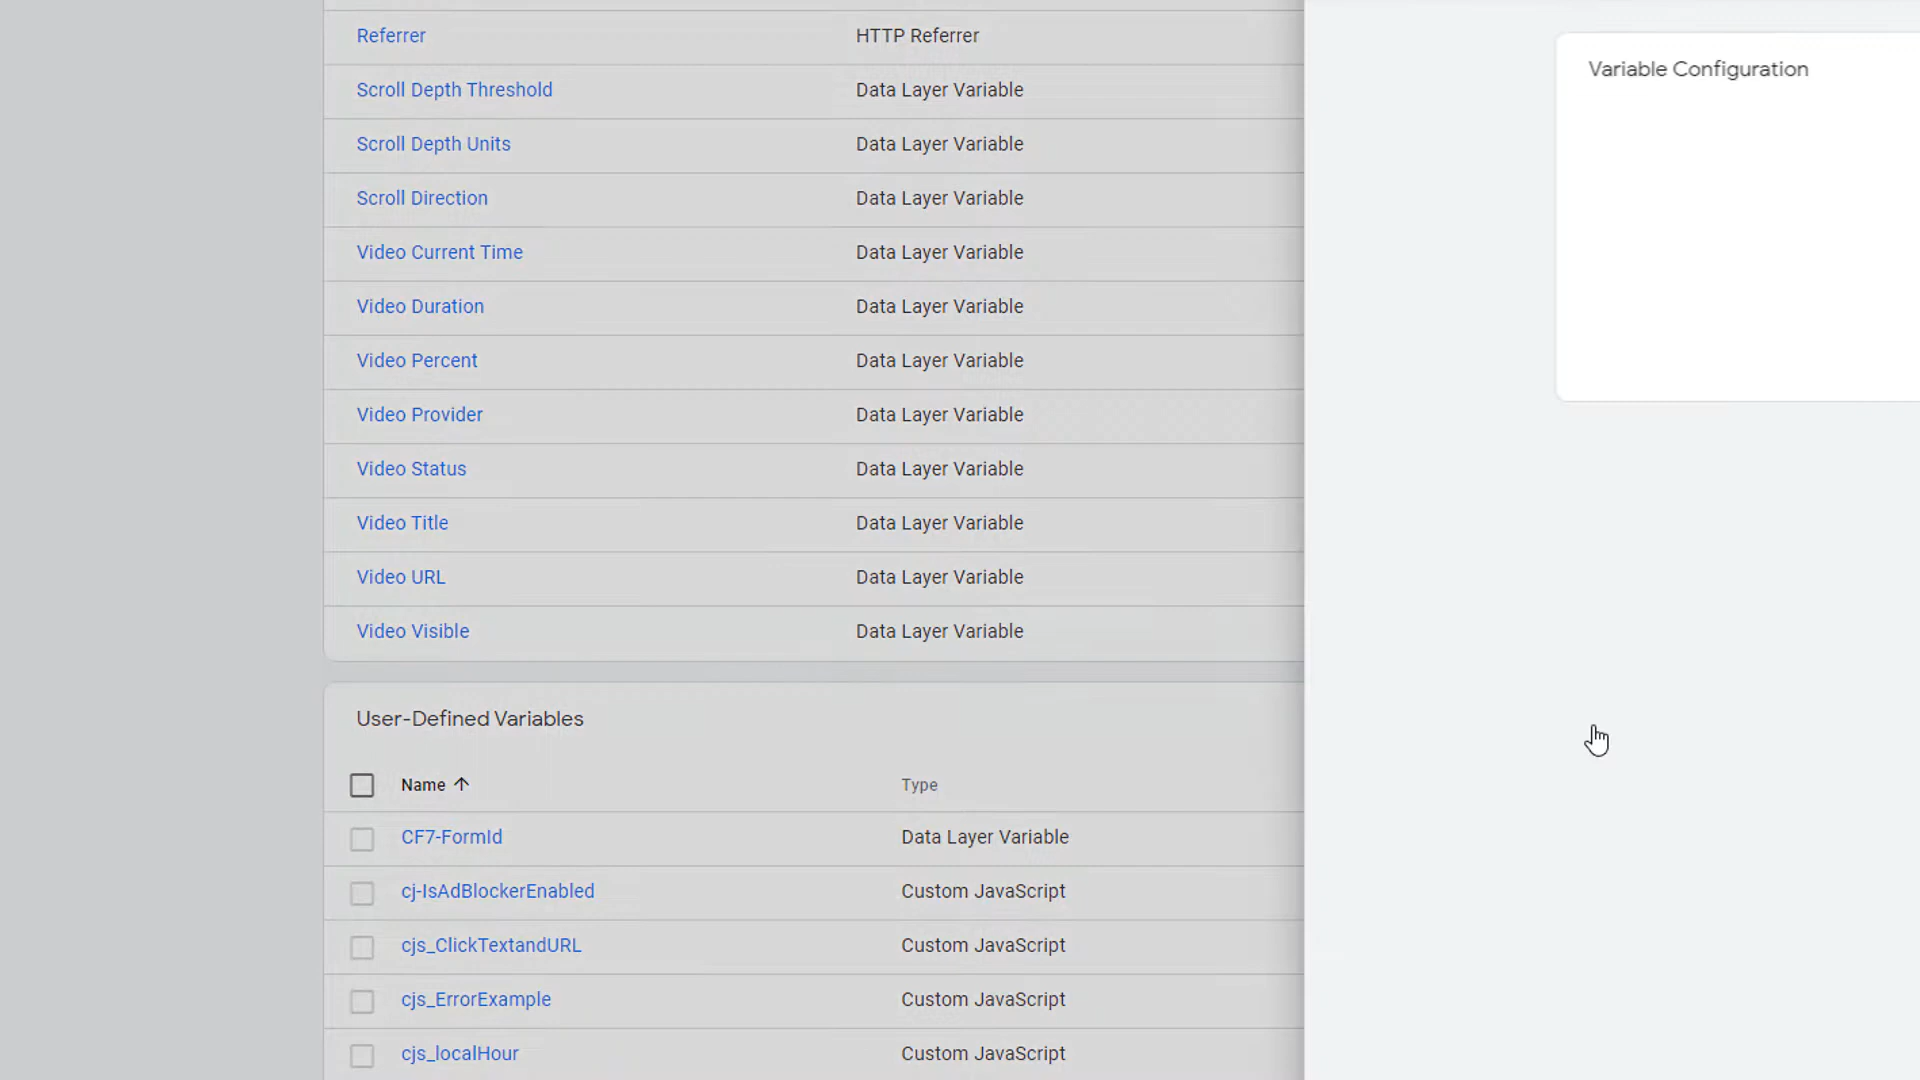 Referrer HTTP Referrer
Variable Configuration
Scroll Depth Threshold Data Layer Variable
Scroll Depth Units Data Layer Variable
Scroll Direction Data Layer Variable
Video Current Time Data Layer Variable
Video Duration Data Layer Variable
Video Percent Data Layer Variable
Video Provider Data Layer Variable
Video Status Data Layer Variable
Video Title Data Layer Variable
Video URL Data Layer Variable
Video Visible Data Layer Variable
User-Defined Variables
Name ↑ Type
CF7-FormId Data Layer Variable
cj-IsAdBlockerEnabled Custom JavaScript
cjs_ClickTextandURL Custom JavaScript
cjs_ErrorExample Custom JavaScript
cjs_localHour Custom JavaScript